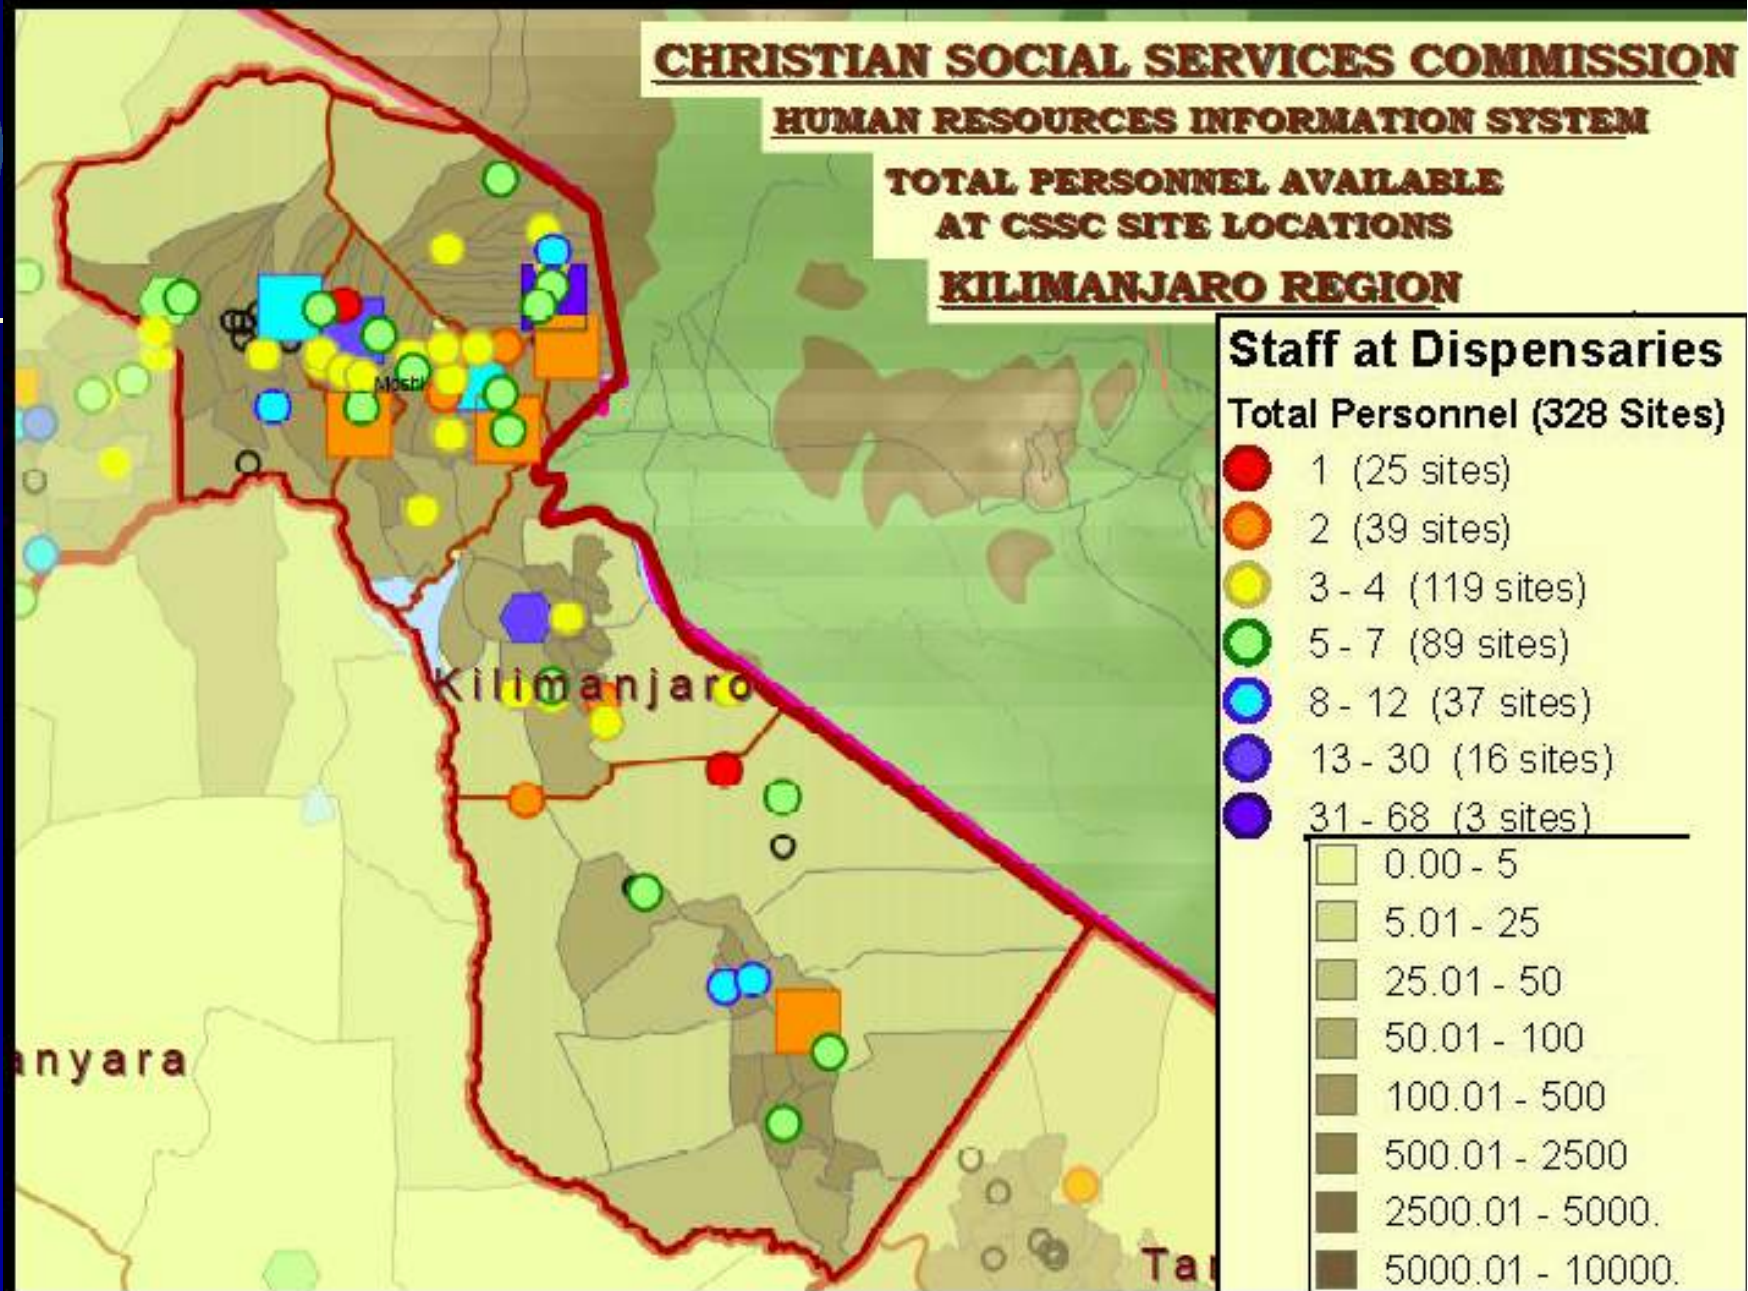 CHRISTIAN SOCIAL SERVICES COMMISSION
HUMAN RESOURCES INFORMATION SYSTEM
TOTAL PERSONNEL AVAILABLE
AT CSSC SITE LOCATIONS
KILIMANJARO REGION
Staff at Dispensaries
Total Personnel (328 Sites)
1 (25 sites)
2 (39 sites)
3 - 4 (119 sites)
5 - 7 (89 sites)
8 - 12 (37 sites)
13 - 30 (16 sites)
31 - 68 (3 sites)
0.00 - 5
5.01 - 25
25.01 - 50
50.01 - 100
100.01 - 500
500.01 - 2500
2500.01 - 5000.
5000.01 - 10000.
Moshi
Kilimanjaro
anyara
Ta